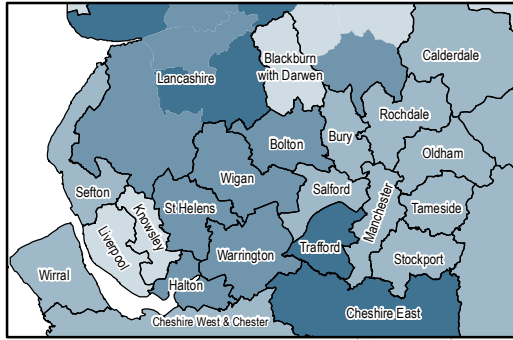 Calderdale
Blackburn
with Darwen
Lancashire
Rochdale
Bolton
Bury
Oldham
Wigan
Salford
Sefton
Manchester
Tameside
St Helens
Knowsley
Liverpool
Warrington
Trafford
Stockport
Wirral
Halton
Cheshire East
Cheshire West & Chester